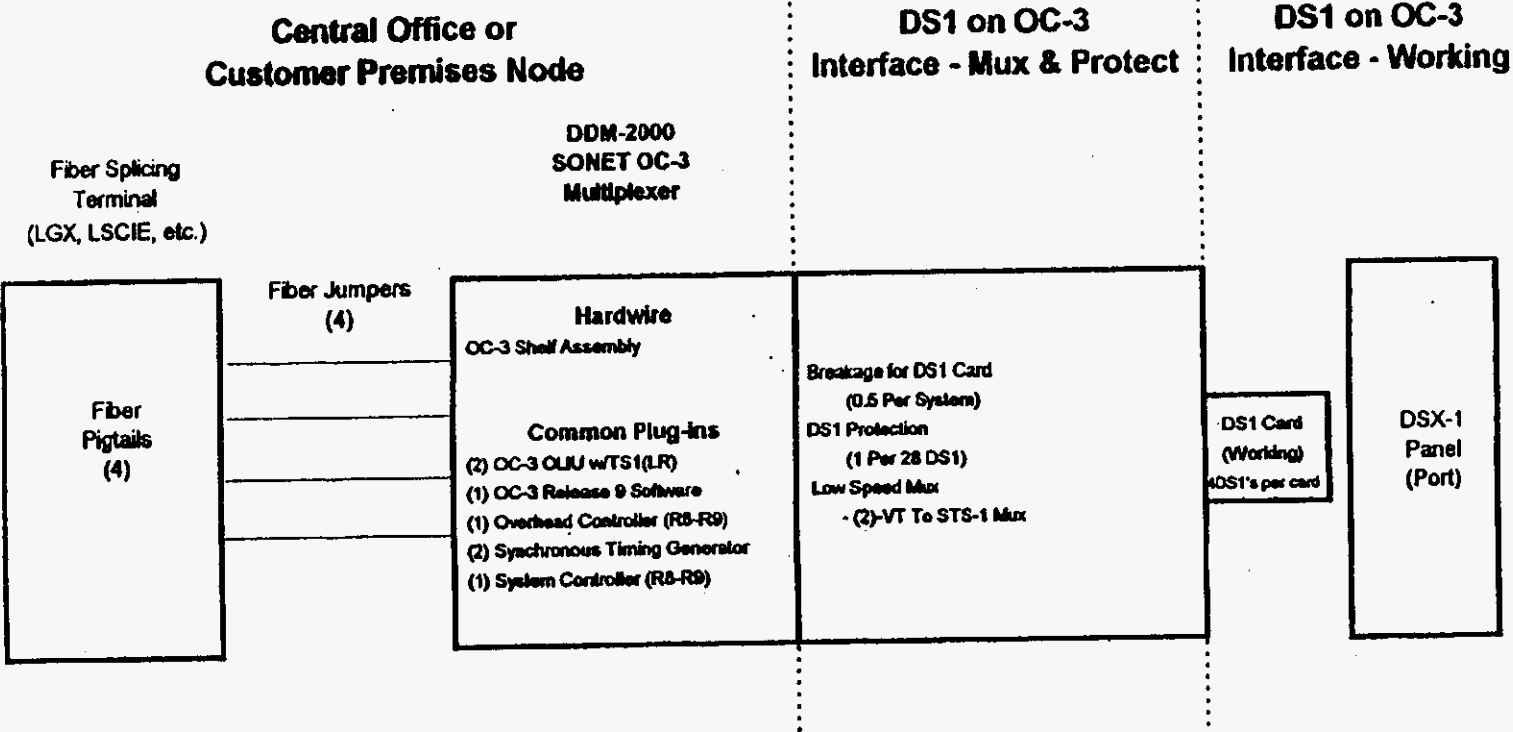 Central Office or
Customer Premises Node
DS1 on OC-3
Interface - Mux & Protect
DS1 on OC-3
Interface - Working
DDM-2000
SONET OC-3
Multiplexer
Fiber Splicing
Terminal
(LGX, LSCIE, etc.)
Fiber Jumpers
(4)
Fiber
Pigtails
(4)
Hardwire
OC-3 Shelf Assembly
Common Plug-ins
(2) OC-3 OLIU w/TS1(LR)
(1) OC-3 Release 9 Software
(1) Overhead Controller (R8-R9)
(2) Synchronous Timing Generator
(1) System Controller (R8-R9)
Breakage for DS1 Card
(0.5 Per System)
DS1 Protection
(1 Per 28 DS1)
Low Speed Mux
- (2)-VT To STS-1 Mux
DS1 Card
(Working)
4DS1's per card
DSX-1
Panel
(Port)